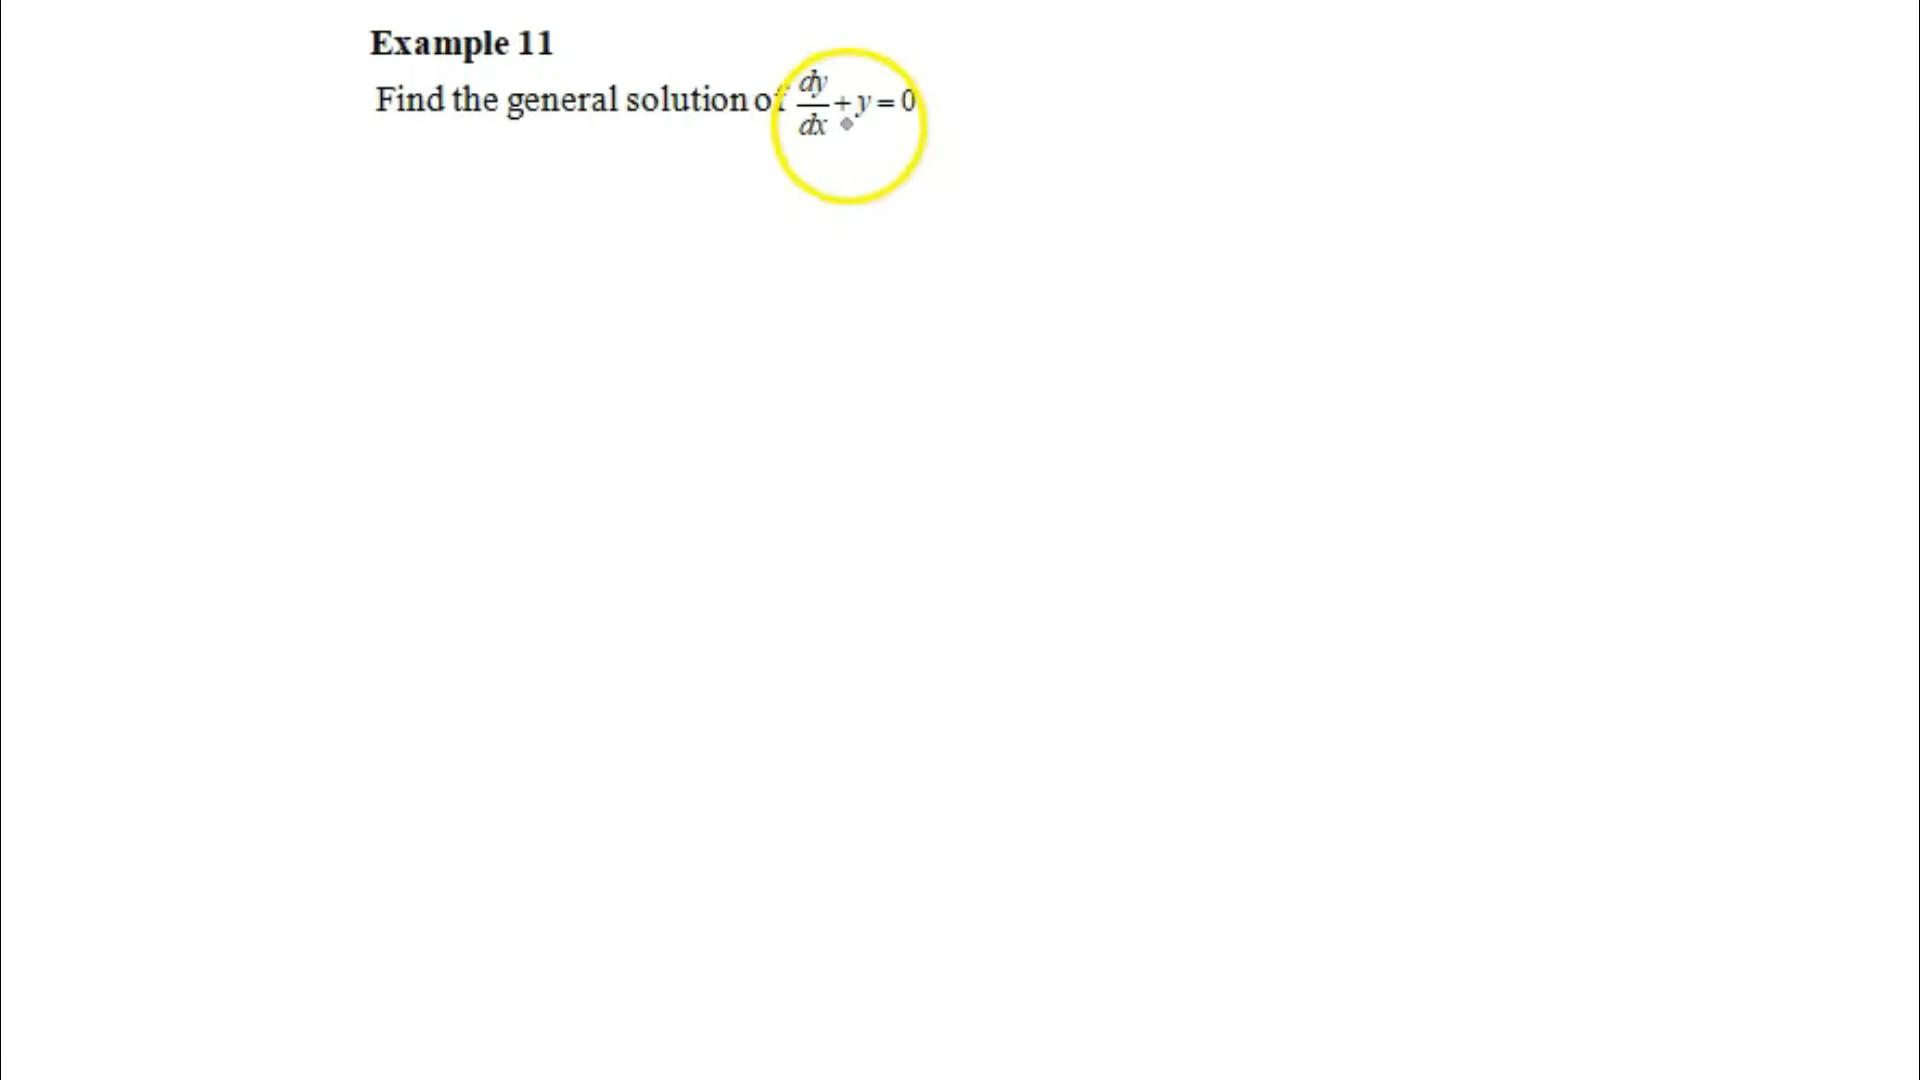 Example 11
Find the general solution of dy/dx + y = 0